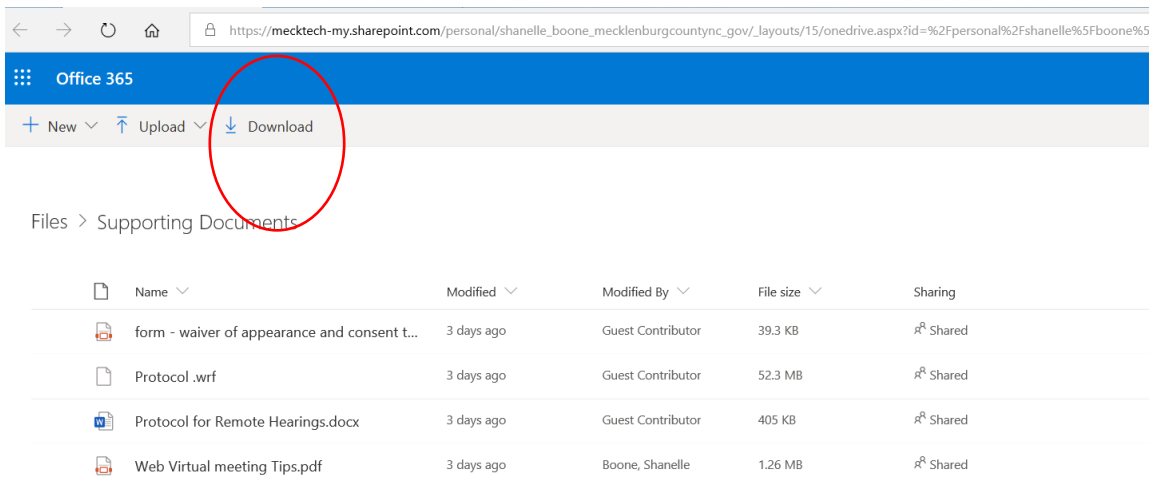 https://mecktech-my.sharepoint.com/personal/shanelle_boone_mecklenburgcountync_gov/_layouts/15/onedrive.aspx?id=%2Fpersonal%2Fshanelle%5Fboone%5
Office 365
New Upload Download
Files > Supporting Documents
Name Modified Modified By File size Sharing
form - waiver of appearance and consent t... 3 days ago Guest Contributor 39.3 KB Shared
Protocol .wrf 3 days ago Guest Contributor 52.3 MB Shared
Protocol for Remote Hearings.docx 3 days ago Guest Contributor 405 KB Shared
Web Virtual meeting Tips.pdf 3 days ago Boone, Shanelle 1.26 MB Shared